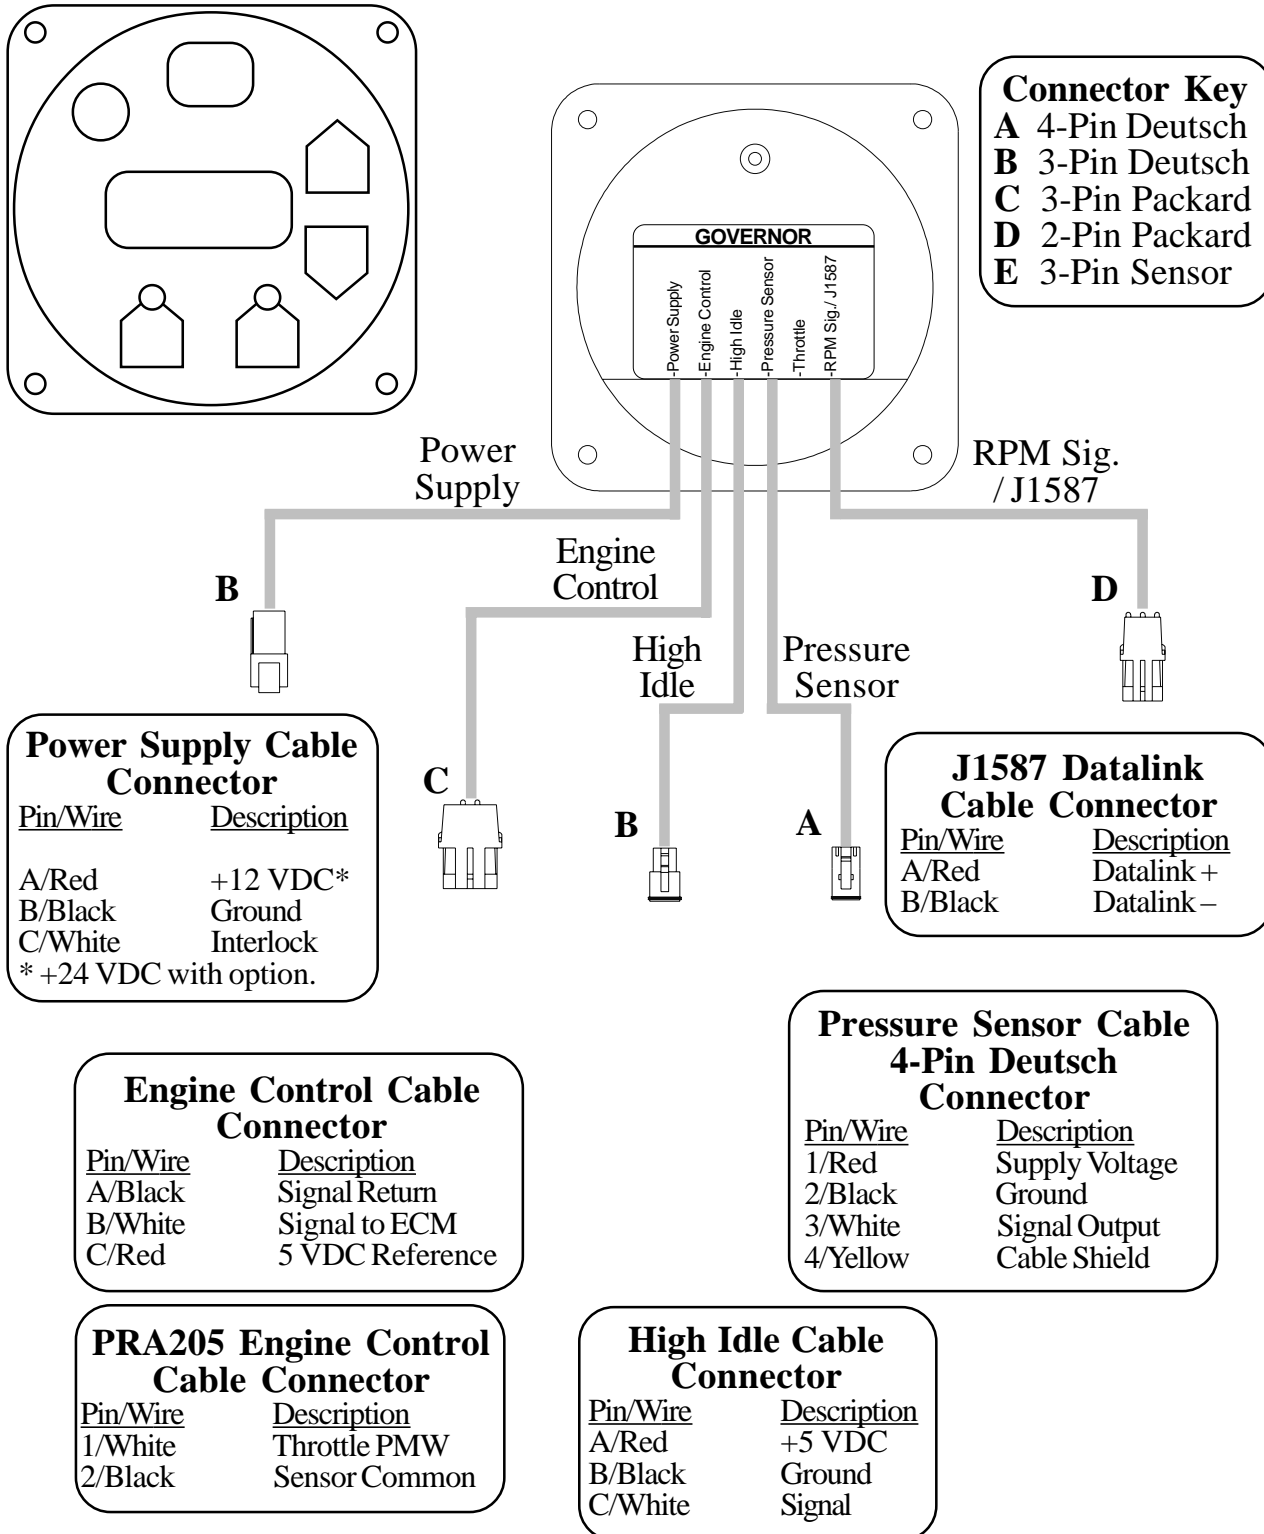 Connector Key
A 4-Pin Deutsch
B 3-Pin Deutsch
C 3-Pin Packard
D 2-Pin Packard
E 3-Pin Sensor
GOVERNOR
-Power Supply
-Engine Control
-High Idle
-Pressure Sensor
-Throttle
-RPM Sig./ J1587
Power
Supply
RPM Sig.
/ J1587
Engine
Control
B
D
High
Idle
Pressure
Sensor
C
B
A
Power Supply Cable
Connector
Pin/Wire Description
A/Red +12 VDC*
B/Black Ground
C/White Interlock
* +24 VDC with option.
J1587 Datalink
Cable Connector
Pin/Wire Description
A/Red Datalink +
B/Black Datalink –
Pressure Sensor Cable
4-Pin Deutsch
Connector
Pin/Wire Description
1/Red Supply Voltage
2/Black Ground
3/White Signal Output
4/Yellow Cable Shield
Engine Control Cable
Connector
Pin/Wire Description
A/Black Signal Return
B/White Signal to ECM
C/Red 5 VDC Reference
PRA205 Engine Control
Cable Connector
Pin/Wire Description
1/White Throttle PMW
2/Black Sensor Common
High Idle Cable
Connector
Pin/Wire Description
A/Red +5 VDC
B/Black Ground
C/White Signal